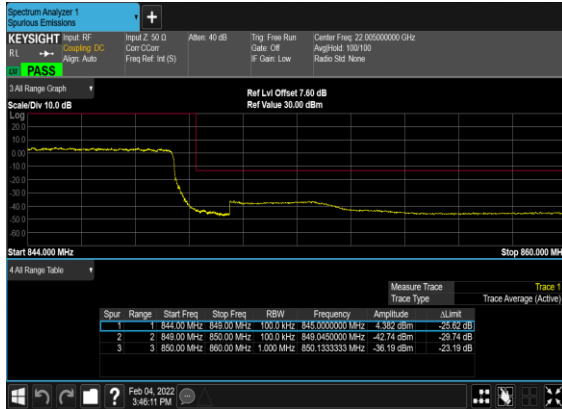 Spectrum Analyzer 1
Spurious Emissions
+
KEYSIGHT Input: RF Input Z: 50 Ω Atten: 40 dB Trig: Free Run Center Freq: 22.005000000 GHz
RL Coupling: DC Corr CCorr Gate: Off Avg|Hold: 100/100
Align: Auto Freq Ref: Int (S) IF Gain: Low Radio Std: None
PASS
3 All Range Graph
Ref Lvl Offset 7.60 dB
Scale/Div 10.0 dB Ref Value 30.00 dBm
Log
20.0
10.0
0.00
-10.0
-20.0
-30.0
-40.0
-50.0
-60.0
Start 844.000 MHz Stop 860.000 MHz
4 All Range Table
Measure Trace Trace 1
Trace Type Trace Average (Active)
Spur Range Start Freq Stop Freq RBW Frequency Amplitude ΔLimit
1 1 844.00 MHz 849.00 MHz 100.0 kHz 845.0000000 MHz 4.382 dBm -25.62 dB
2 2 849.00 MHz 850.00 MHz 100.0 kHz 849.0450000 MHz -42.74 dBm -29.74 dB
3 3 850.00 MHz 860.00 MHz 1.000 MHz 850.1333333 MHz -36.19 dBm -23.19 dB
? Feb 04, 2022
3:46:11 PM